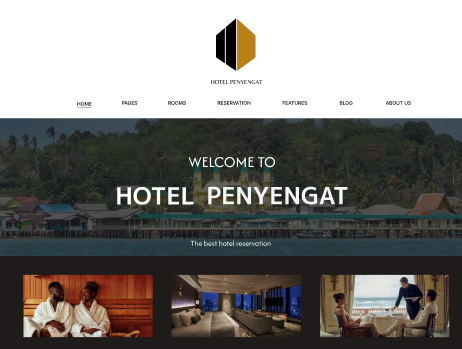 HOTEL PENYENGAT
HOME PAGES ROOMS RESERVATION FEATURES BLOG ABOUT US
WELCOME TO
HOTEL PENYENGAT
The best hotel reservation